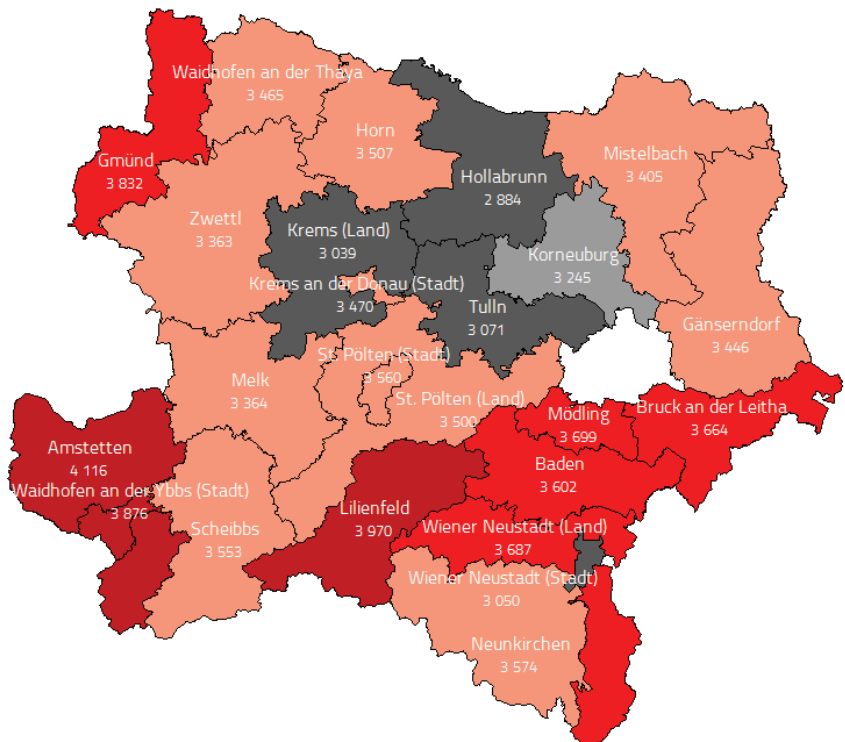 Waidhofen an der Thaya
3 465
Horn
3 507
Gmünd
3 832
Mistelbach
3 405
Hollabrunn
2 884
Zwettl
3 363
Krems (Land)
3 039
Korneuburg
3 245
Krems an der Donau (Stadt)
3 470
Tulln
3 071
Gänserndorf
3 446
St. Pölten (Stadt)
3 560
Melk
3 364
St. Pölten (Land)
3 500
Mödling
3 699
Bruck an der Leitha
3 664
Amstetten
4 116
Baden
3 602
Waidhofen an der Ybbs (Stadt)
3 876
Lilienfeld
3 970
Scheibbs
3 553
Wiener Neustadt (Land)
3 687
Wiener Neustadt (Stadt)
3 050
Neunkirchen
3 574